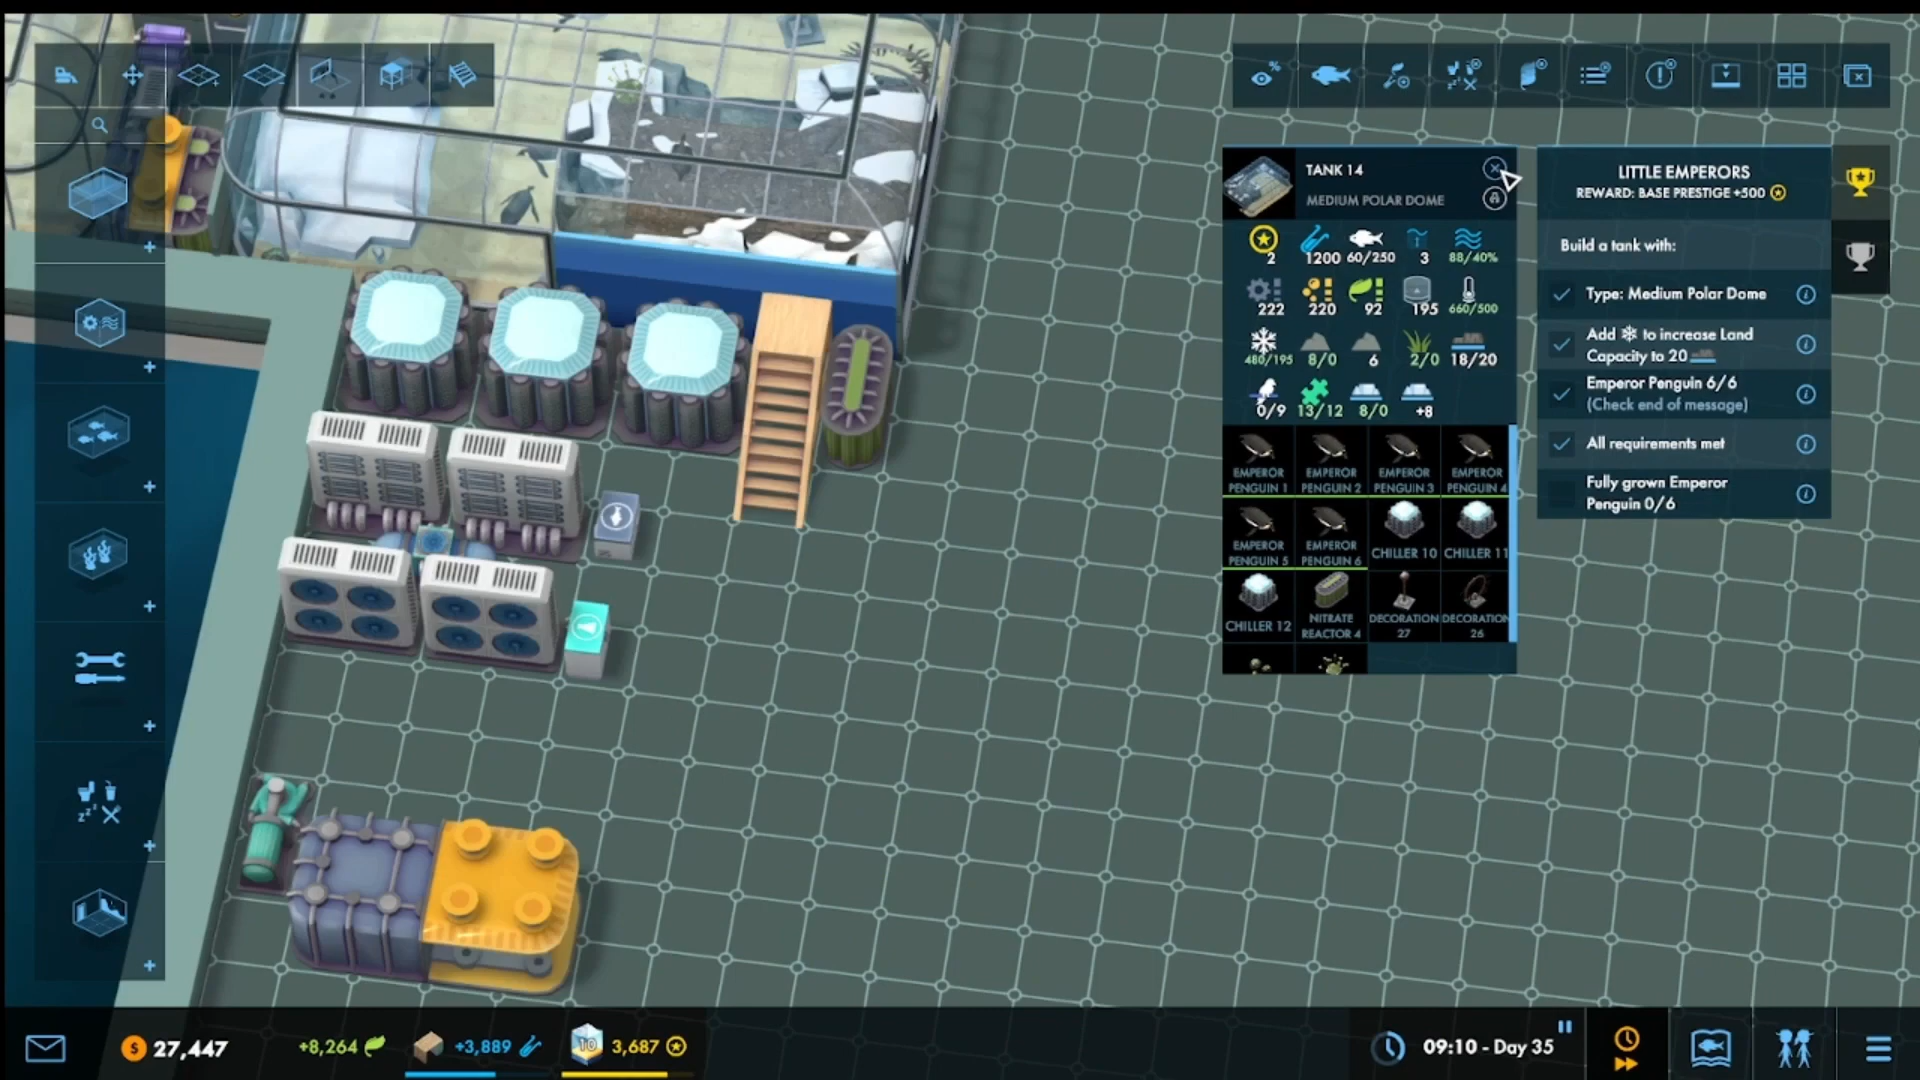 TANK 14
MEDIUM POLAR DOME
2 1200 60/250 3 88/40%
222 220 92 195 660/500
480/195 8/0 6 2/0 18/20
0/9 13/12 8/0 +8
EMPEROR PENGUIN 1
EMPEROR PENGUIN 2
EMPEROR PENGUIN 3
EMPEROR PENGUIN 4
EMPEROR PENGUIN 5
EMPEROR PENGUIN 6
CHILLER 10
CHILLER 11
CHILLER 12
NITRATE REACTOR 4
DECORATION 27
DECORATION 26
LITTLE EMPERORS
REWARD: BASE PRESTIGE +500
Build a tank with:
Type: Medium Polar Dome
Add to increase Land
Capacity to 20
Emperor Penguin 6/6
(Check end of message)
All requirements met
Fully grown Emperor
Penguin 0/6
27,447
+8,264
+3,889
10
3,687
09:10 - Day 35